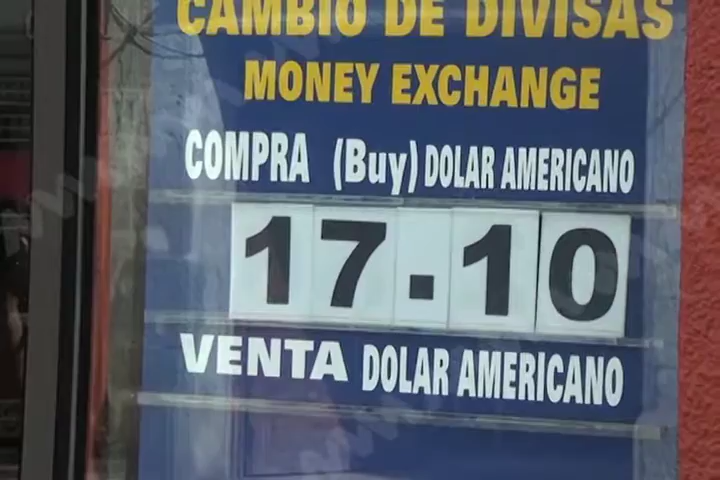 CAMBIO DE DIVISAS
MONEY EXCHANGE
COMPRA (Buy) DOLAR AMERICANO
17.10
VENTA DOLAR AMERICANO